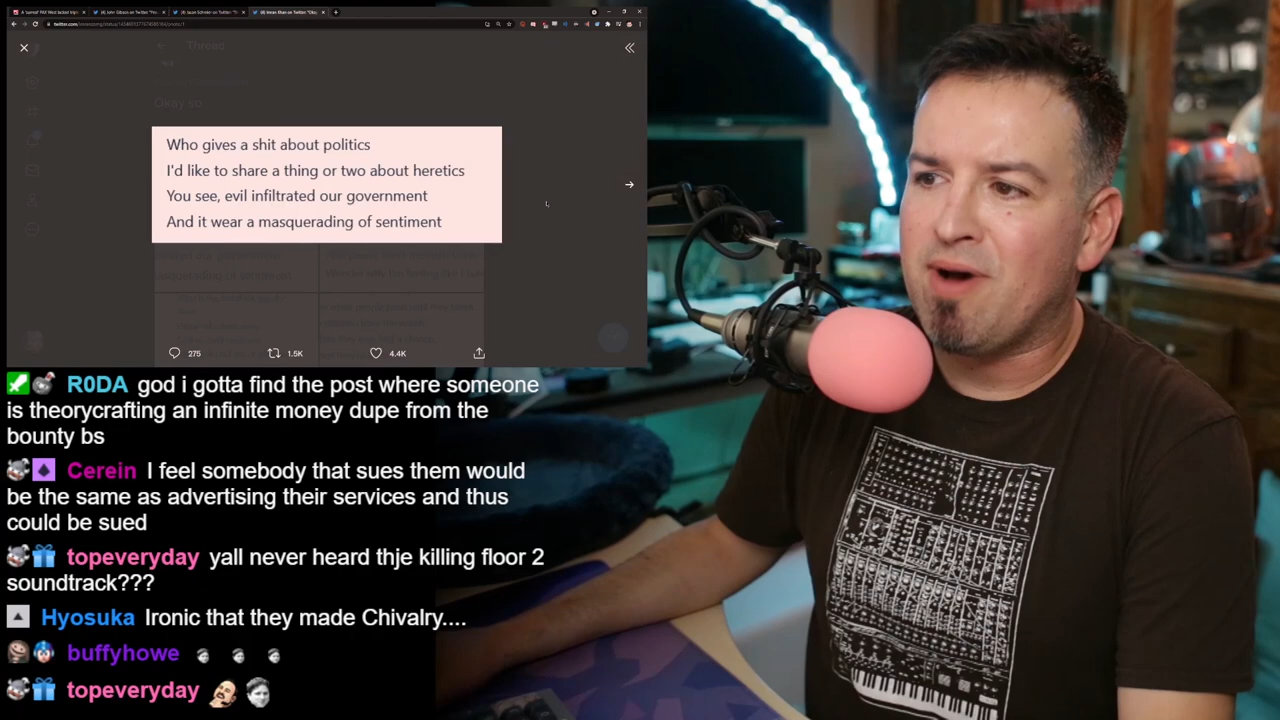 Thread
Okay so
Who gives a shit about politics
I'd like to share a thing or two about heretics
You see, evil infiltrated our government
And it wear a masquerading of sentiment
275
1.5K
4.4K
R0DA god i gotta find the post where someone
is theorycrafting an infinite money dupe from the
bounty bs
Cerein I feel somebody that sues them would
be the same as advertising their services and thus
could be sued
topeveryday yall never heard thje killing floor 2
soundtrack???
Hyosuka Ironic that they made Chivalry....
buffyhowe
topeveryday